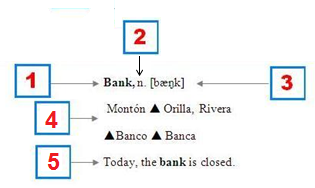 2
1 Bank, n. [bæŋk] 3
4 Montón ▲ Orilla, Rivera
▲Banco ▲ Banca
5 Today, the bank is closed.